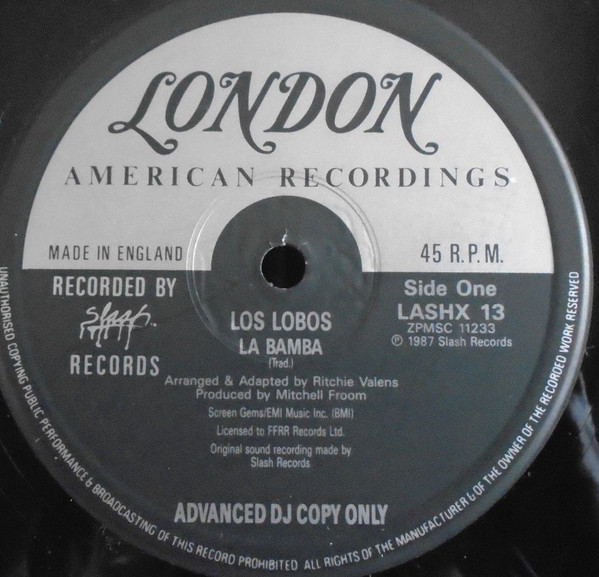 LONDON
AMERICAN RECORDINGS
MADE IN ENGLAND
45 R.P.M.
RECORDED BY
slash
RECORDS
Side One
LASHX 13
ZPMSC 11233
℗ 1987 Slash Records
LOS LOBOS
LA BAMBA
(Trad.)
Arranged & Adapted by Ritchie Valens
Produced by Mitchell Froom
Screen Gems/EMI Music Inc. (BMI)
Licensed to FFRR Records Ltd.
Original sound recording made by
Slash Records
ADVANCED DJ COPY ONLY
UNAUTHORISED COPYING PUBLIC PERFORMANCE & BROADCASTING OF THIS RECORD PROHIBITED ALL RIGHTS OF THE MANUFACTURER & OF THE OWNER OF THE RECORDED WORK RESERVED